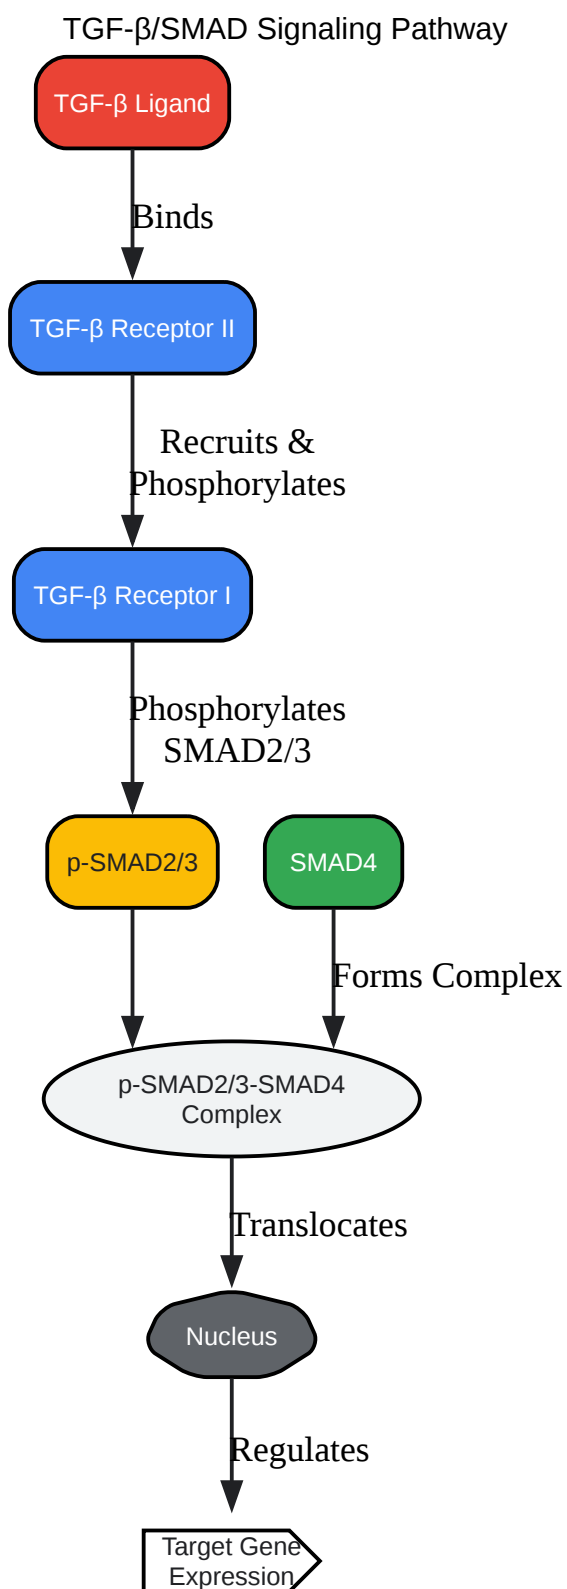 TGF-β/SMAD Signaling Pathway
TGF-β Ligand
Binds
TGF-β Receptor II
Recruits &
Phosphorylates
TGF-β Receptor I
Phosphorylates
SMAD2/3
p-SMAD2/3
SMAD4
Forms Complex
p-SMAD2/3-SMAD4
Complex
Translocates
Nucleus
Regulates
Target Gene
Expression